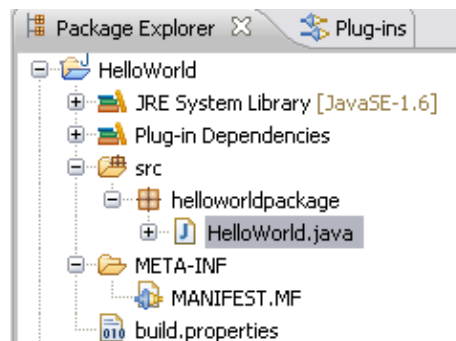 Package Explorer Plug-ins
HelloWorld
JRE System Library [JavaSE-1.6]
Plug-in Dependencies
src
helloworldpackage
HelloWorld.java
META-INF
MANIFEST.MF
build.properties